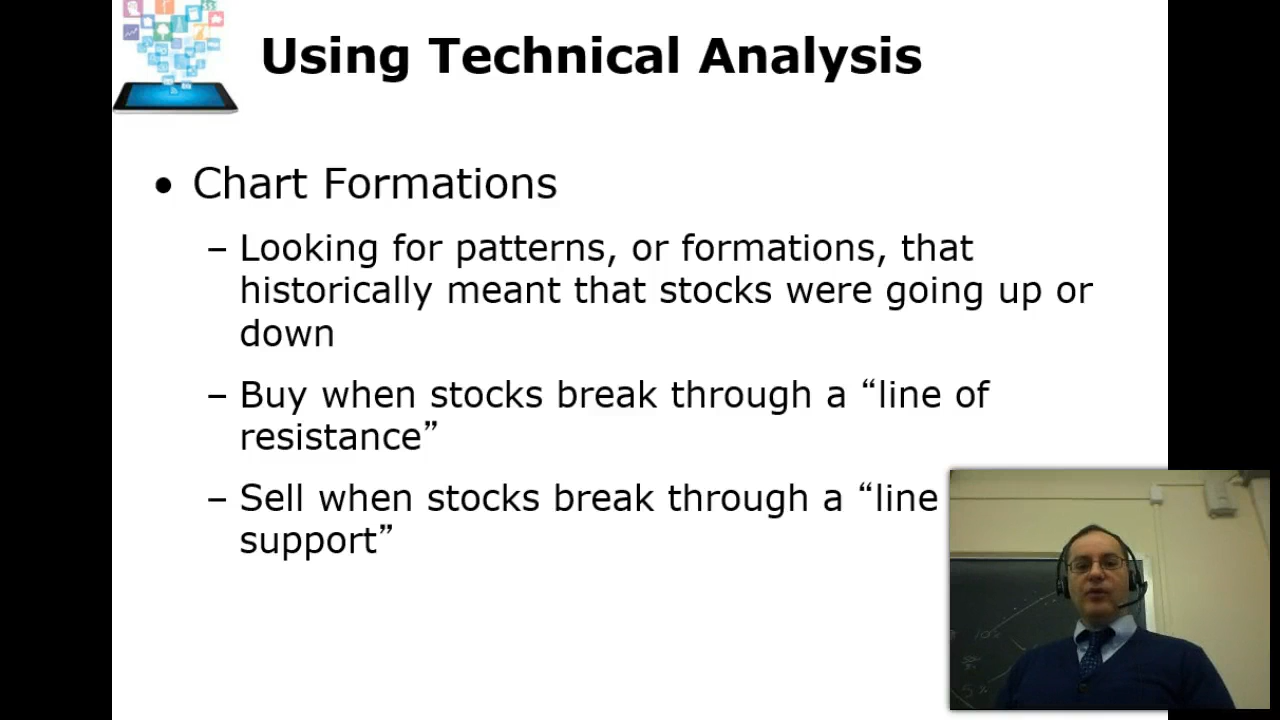 Using Technical Analysis
• Chart Formations
– Looking for patterns, or formations, that
historically meant that stocks were going up or
down
– Buy when stocks break through a “line of
resistance”
– Sell when stocks break through a “line
support”